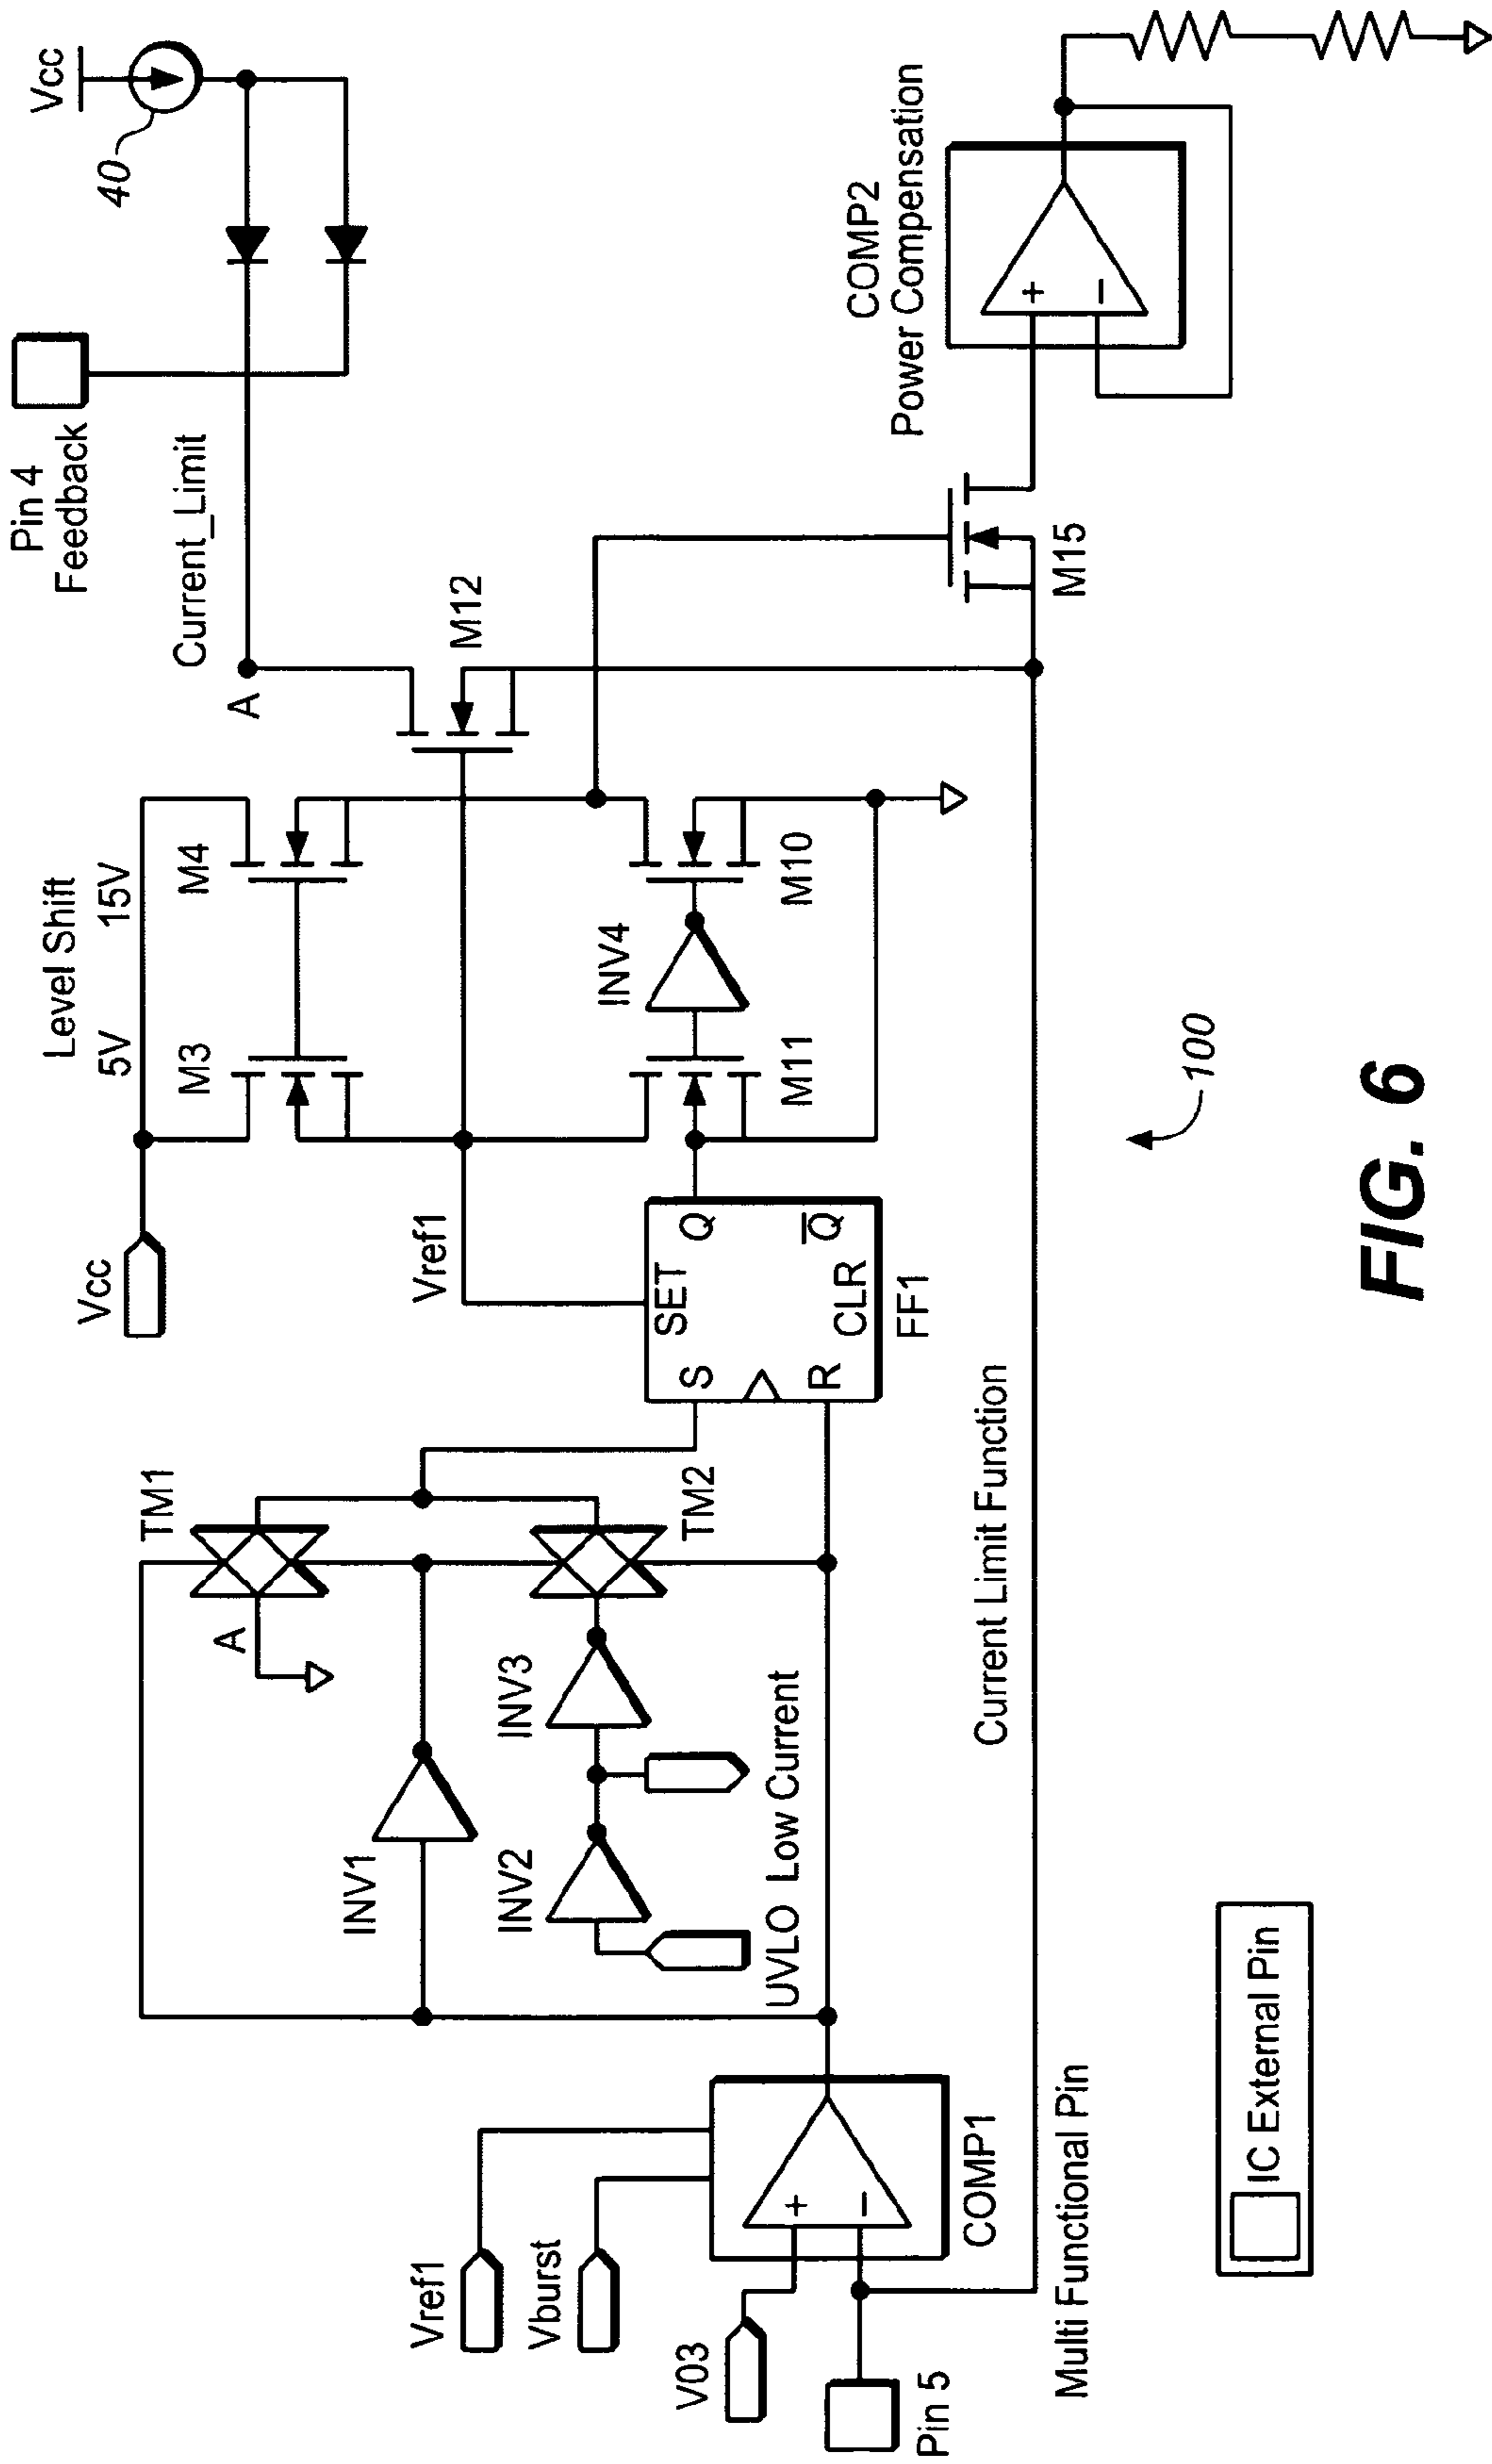 Vcc
40
Pin 4
Feedback
Current_Limit
A
M12
Level Shift
5V
15V
M3
M4
Vcc
Vref1
INV4
M11
M10
COMP2
Power Compensation
+
−
M15
TM1
A
INV1
INV2
INV3
TM2
UVLO Low Current
S
SET
Q
R
CLR
Q
FF1
Vref1
Vburst
V03
+
−
COMP1
Pin 5
Current Limit Function
Multi Functional Pin
100
IC External Pin
FIG. 6